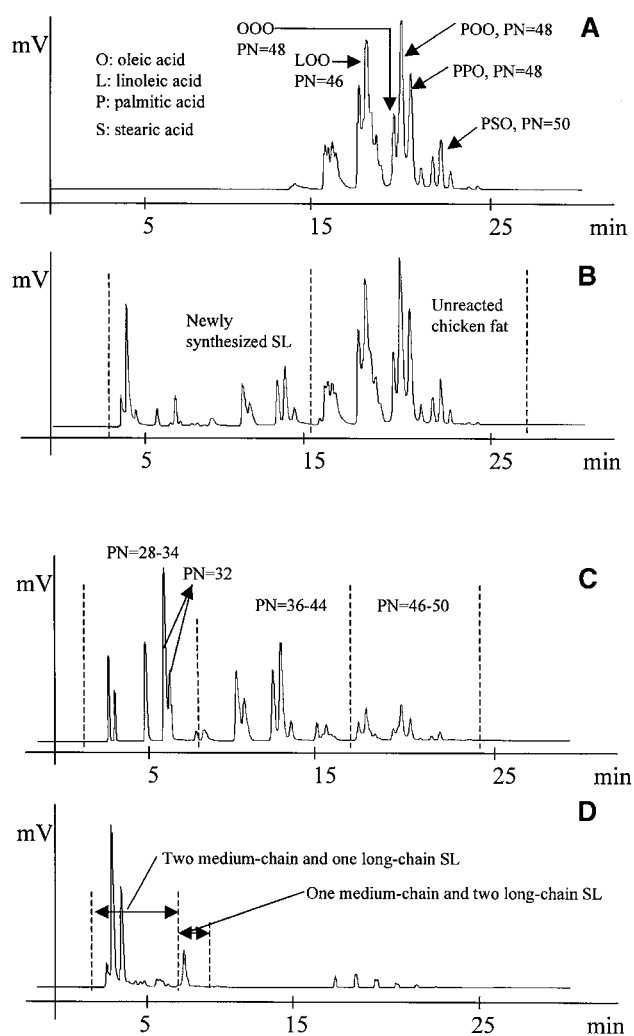 A
mV
OOO
PN=48
LOO
PN=46
POO, PN=48
PPO, PN=48
PSO, PN=50
O: oleic acid
L: linoleic acid
P: palmitic acid
S: stearic acid
5
15
25
min
B
mV
Newly
synthesized SL
Unreacted
chicken fat
5
15
25
min
C
mV
PN=28-34
PN=32
PN=36-44
PN=46-50
5
15
25
min
D
mV
Two medium-chain and one long-chain SL
One medium-chain and two long-chain SL
5
15
25
min